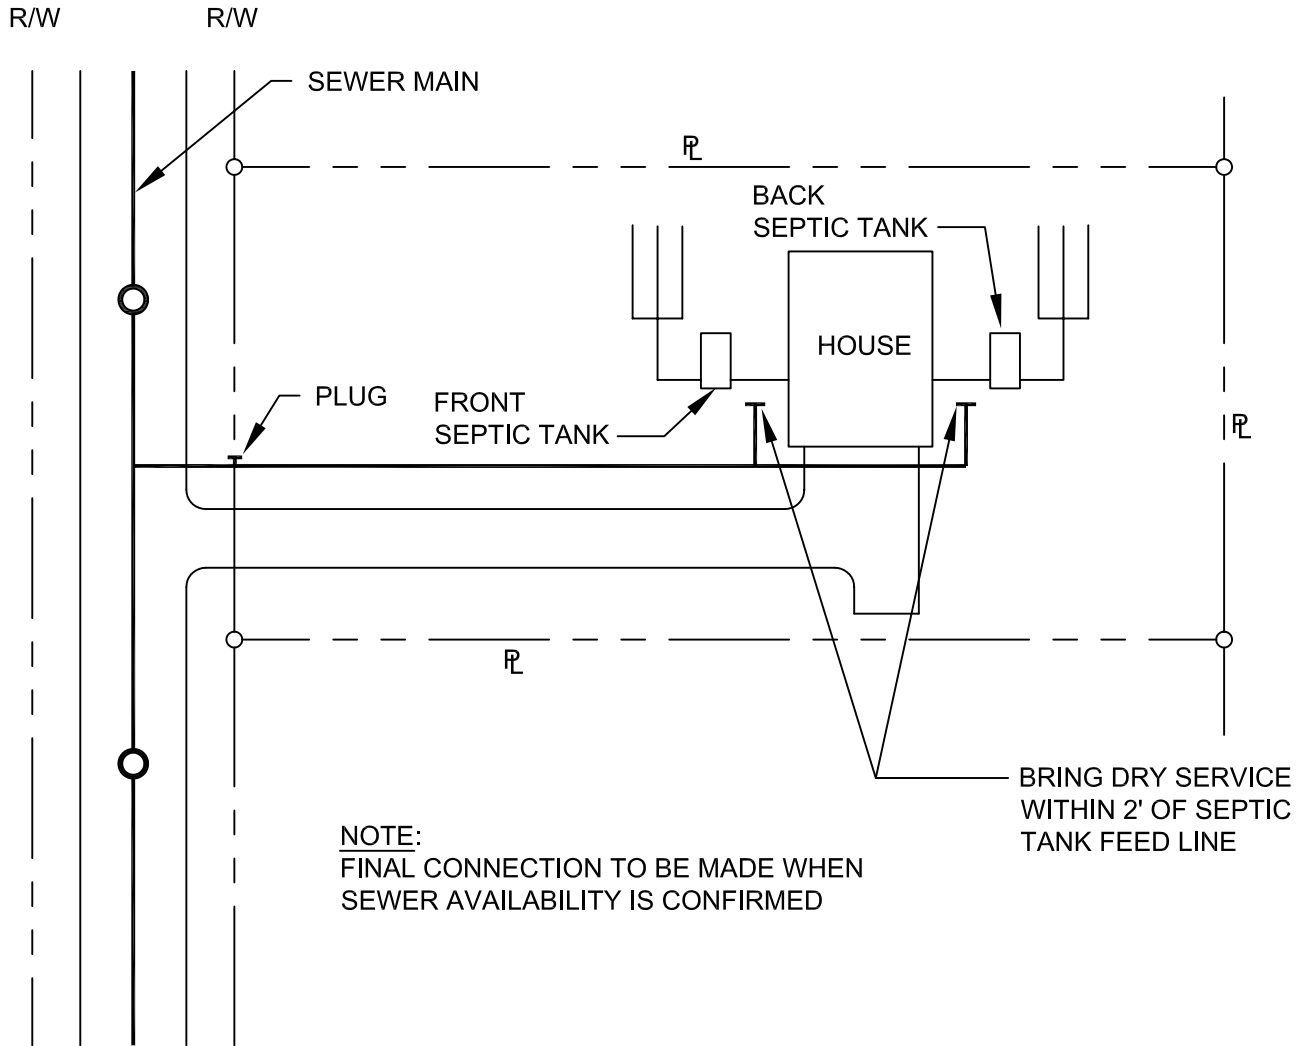 R/W
R/W
SEWER MAIN
PL
BACK
SEPTIC TANK
HOUSE
PLUG
FRONT
SEPTIC TANK
PL
PL
BRING DRY SERVICE
WITHIN 2' OF SEPTIC
TANK FEED LINE
NOTE:
FINAL CONNECTION TO BE MADE WHEN
SEWER AVAILABILITY IS CONFIRMED